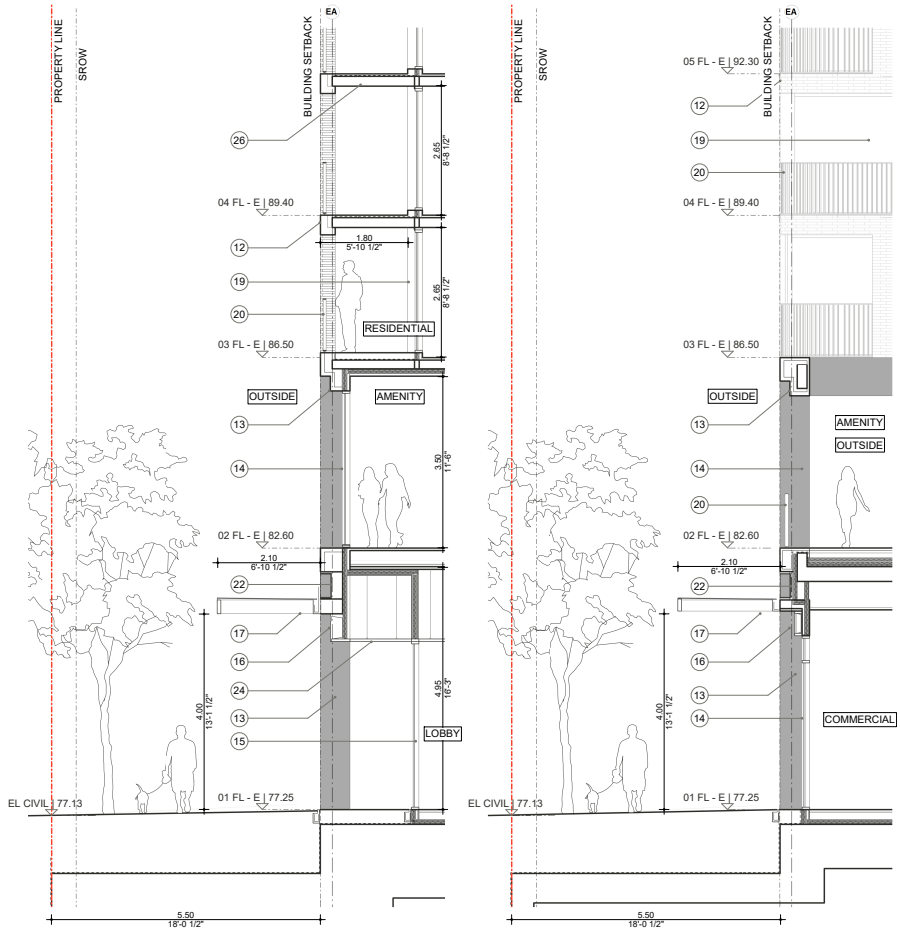 PROPERTY LINE
SROW
BUILDING SETBACK
EA
26
2.65
8'-8 1/2"
04 FL - E | 89.40
12
1.80
5'-10 1/2"
19
2.65
8'-8 1/2"
20
RESIDENTIAL
03 FL - E | 86.50
OUTSIDE
AMENITY
13
14
3.50
11'-6"
02 FL - E | 82.60
2.10
6'-10 1/2"
22
17
16
24
13
15
4.00
13'-1 1/2"
4.95
16'-3"
LOBBY
EL CIVIL | 77.13
01 FL - E | 77.25
5.50
18'-0 1/2"
PROPERTY LINE
SROW
BUILDING SETBACK
EA
05 FL - E | 92.30
12
19
20
04 FL - E | 89.40
03 FL - E | 86.50
OUTSIDE
13
AMENITY
OUTSIDE
14
20
02 FL - E | 82.60
2.10
6'-10 1/2"
22
17
16
13
14
4.00
13'-1 1/2"
COMMERCIAL
EL CIVIL | 77.13
01 FL - E | 77.25
5.50
18'-0 1/2"